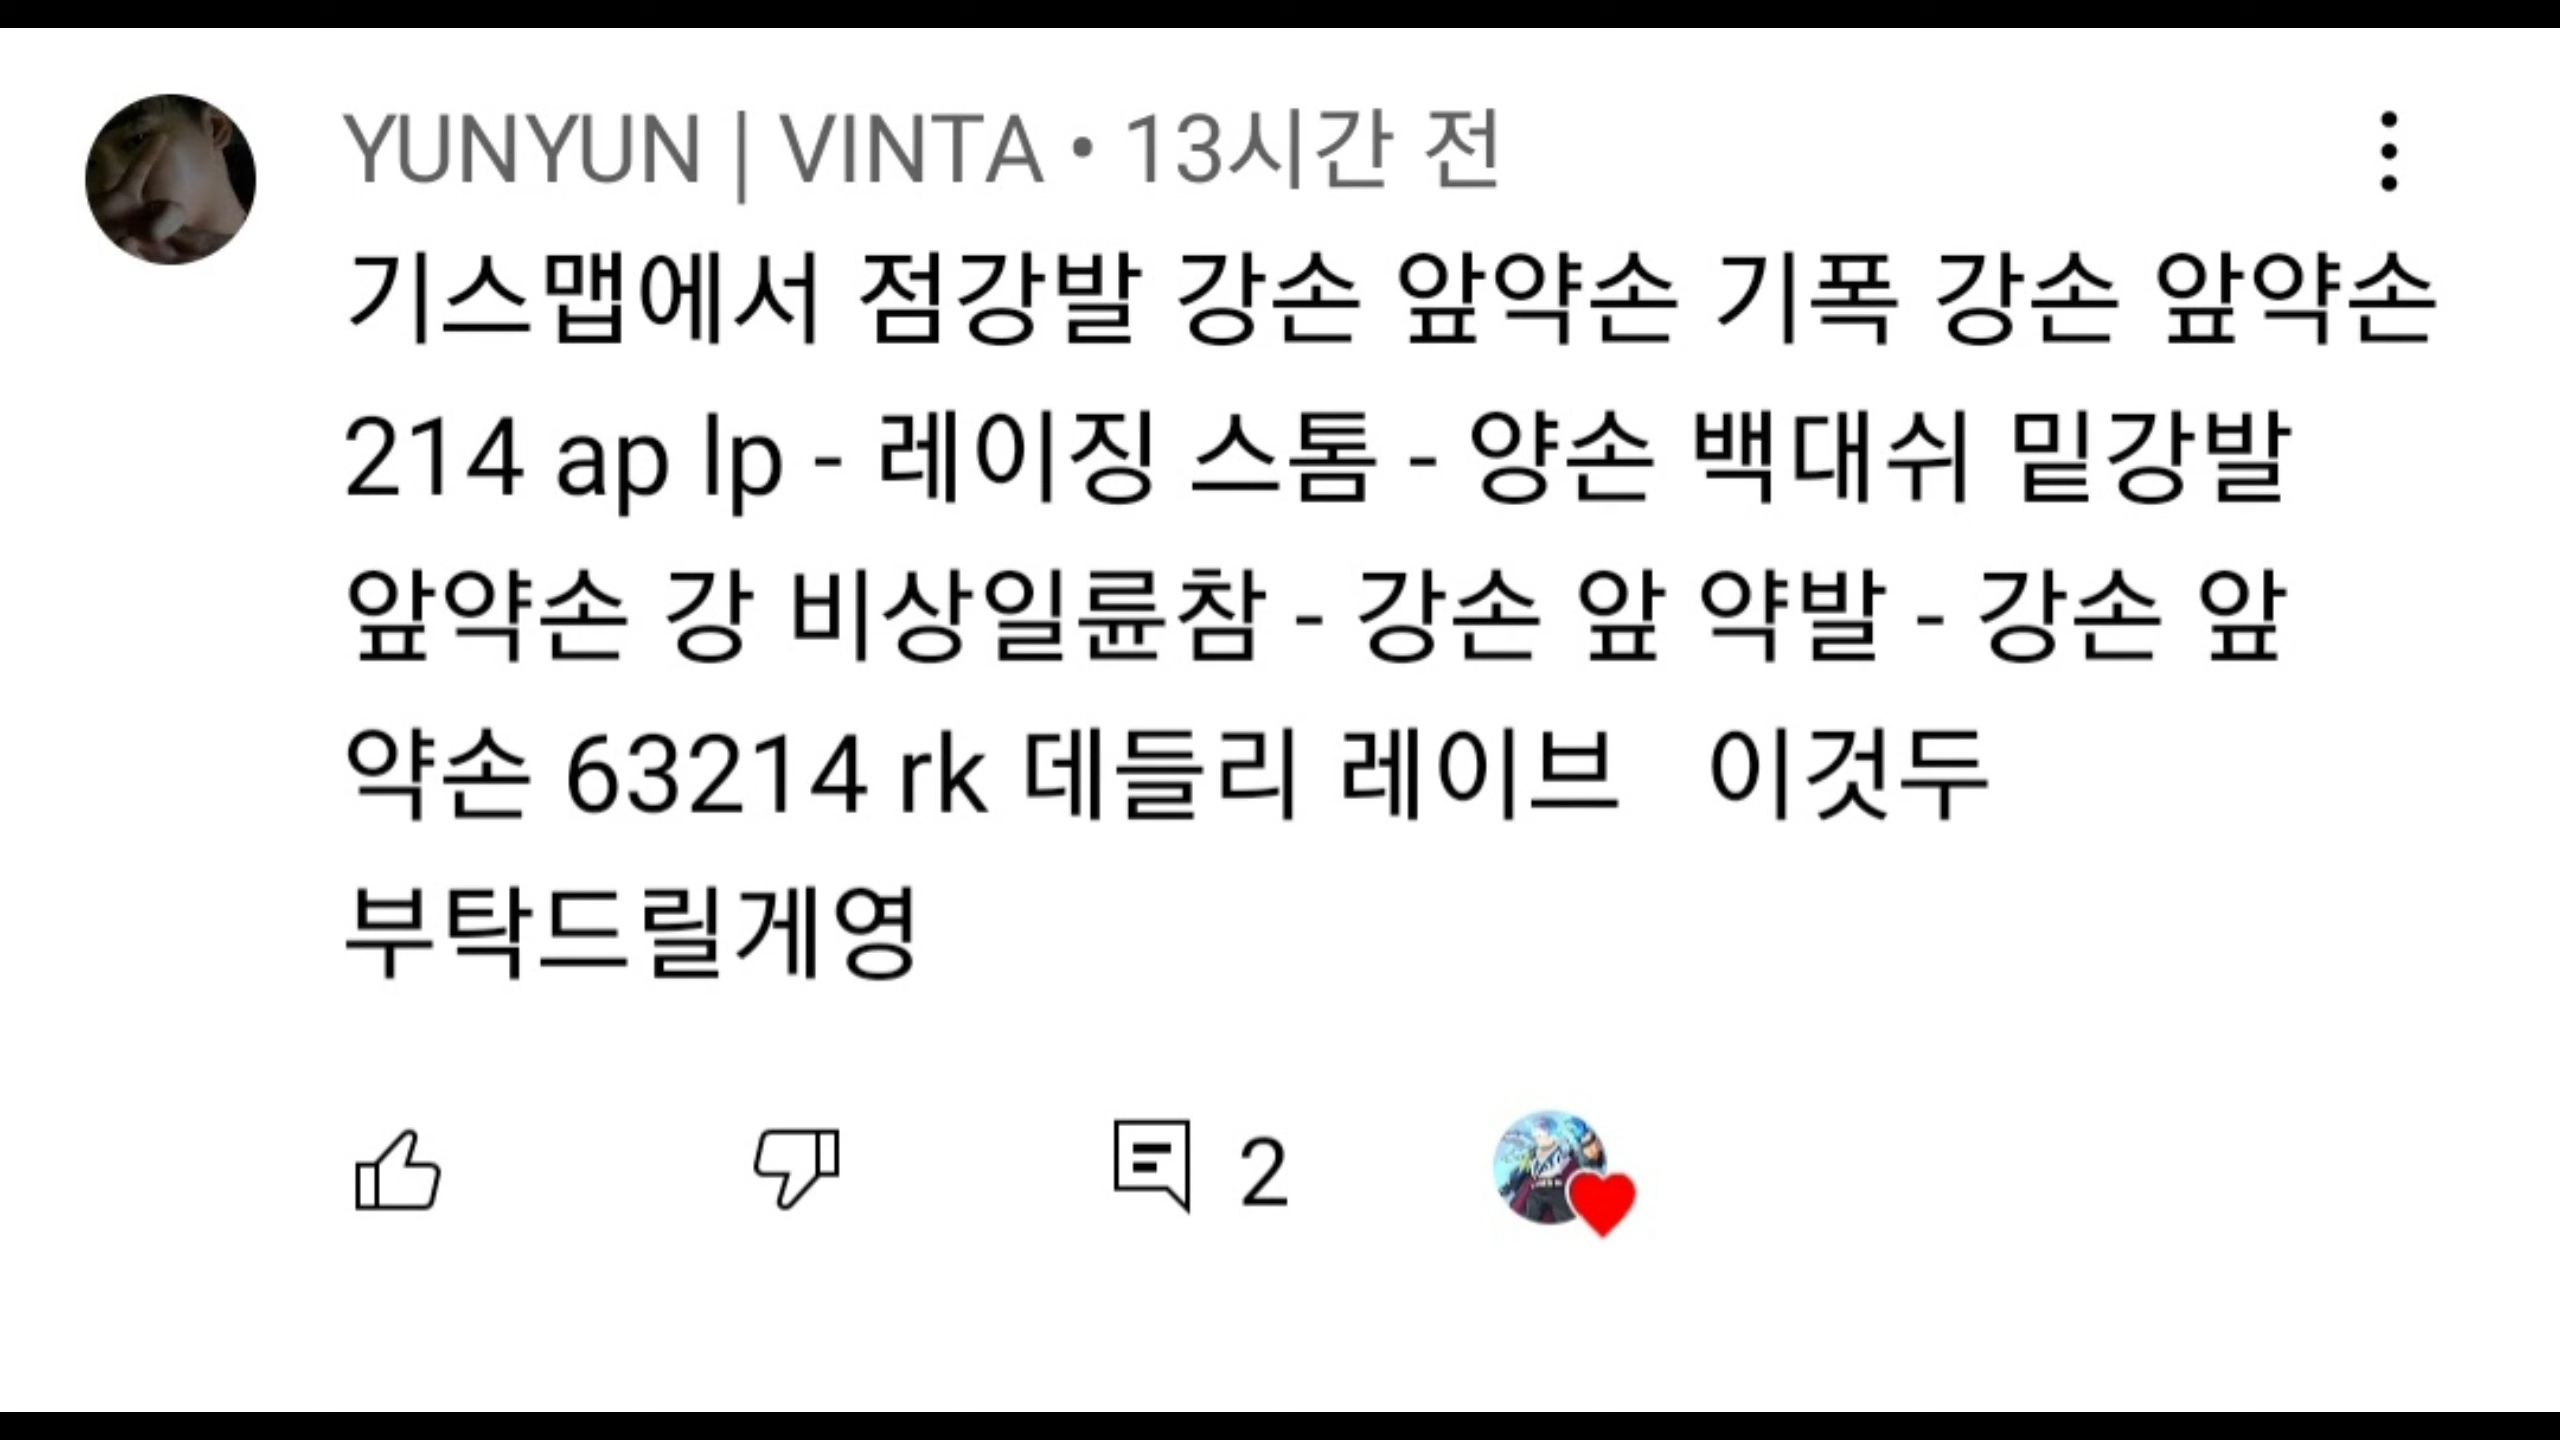 YUNYUN | VINTA • 13시간 전
기스맵에서 점강발 강손 앞약손 기폭 강손 앞약손
214 ap lp - 레이징 스톰 - 양손 백대쉬 밑강발
앞약손 강 비상일륜참 - 강손 앞 약발 - 강손 앞
약손 63214 rk 데들리 레이브   이것두
부탁드릴게영
2